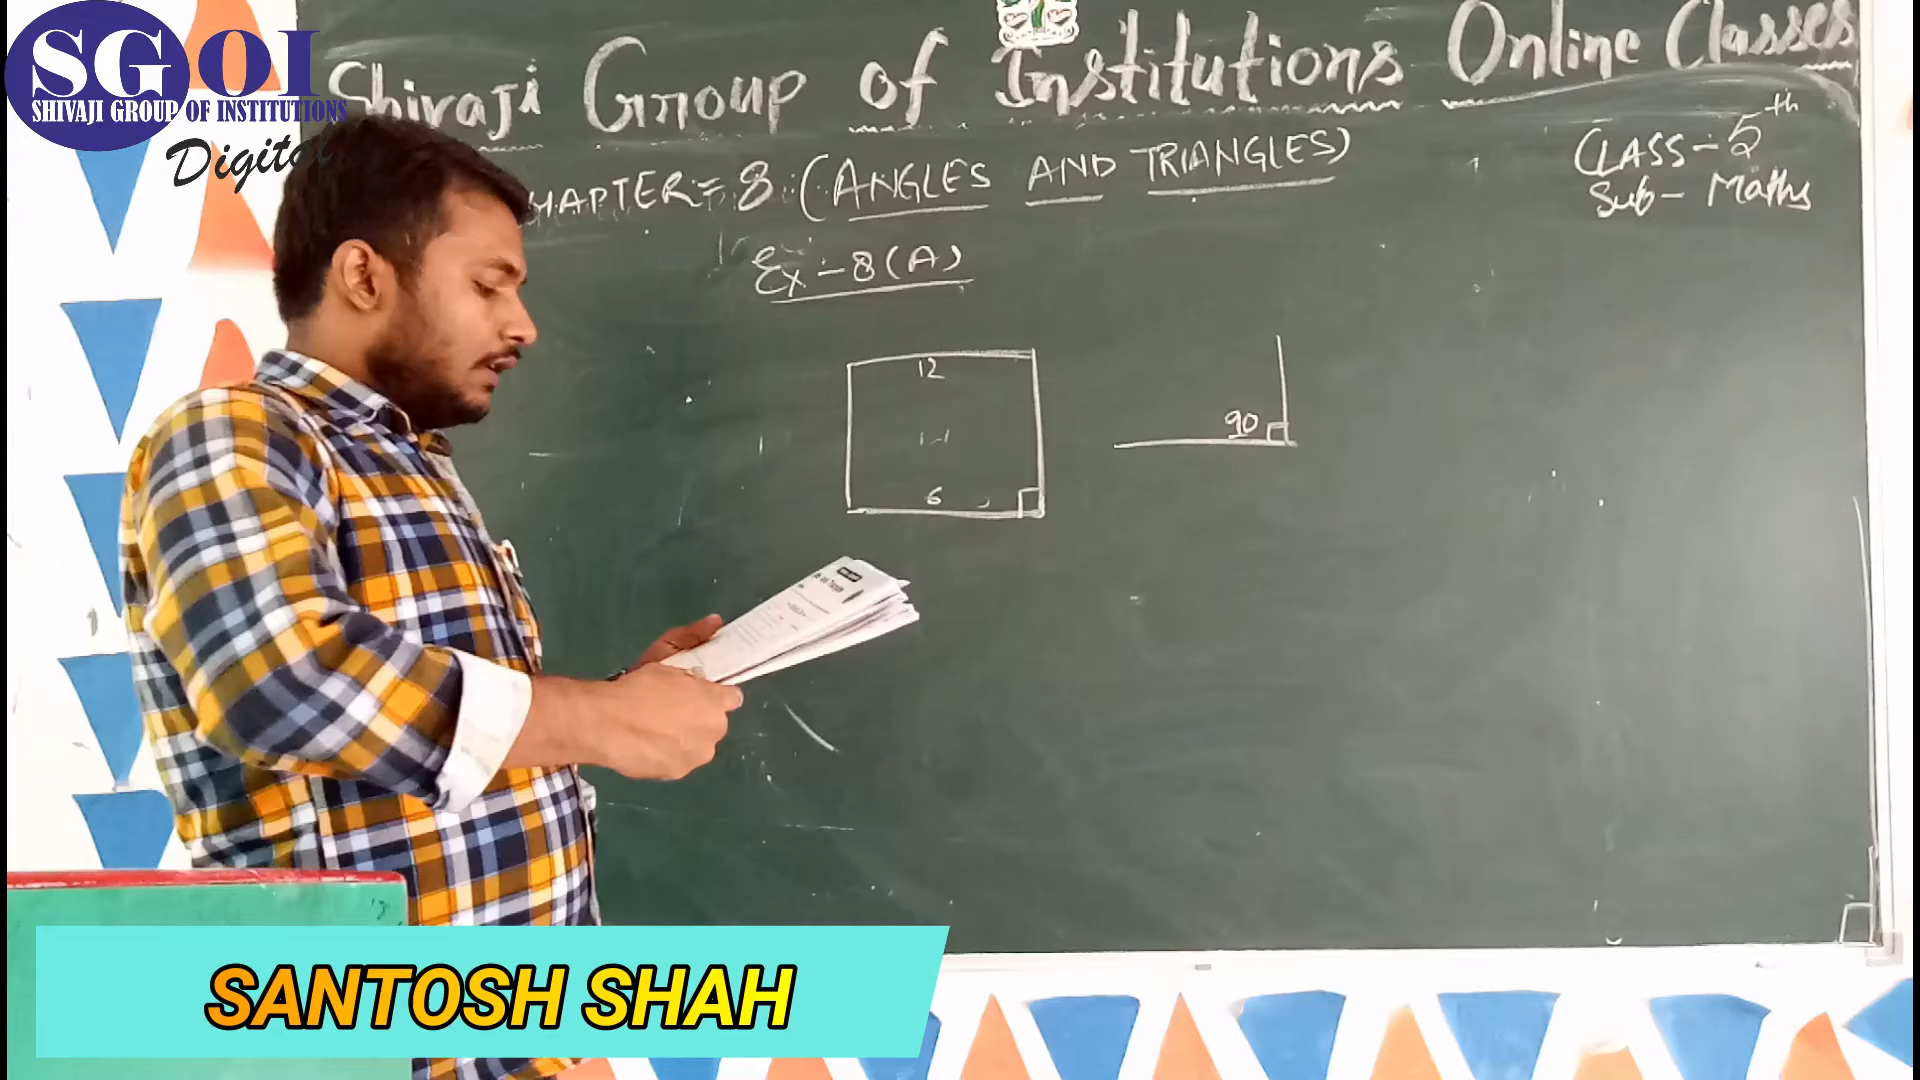 SGOI
SHIVAJI GROUP OF INSTITUTIONS
Digital
Shivaji Group of Institutions Online Classes
CLASS - 5th
Sub - Maths
HAPTER = 8 (ANGLES AND TRIANGLES)
Ex - 8(A)
12
6
90
SANTOSH SHAH